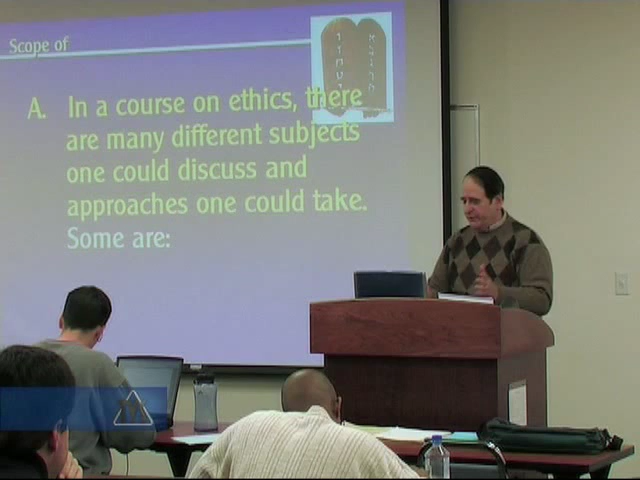 Scope of
A. In a course on ethics, there
are many different subjects
one could discuss and
approaches one could take.
Some are: